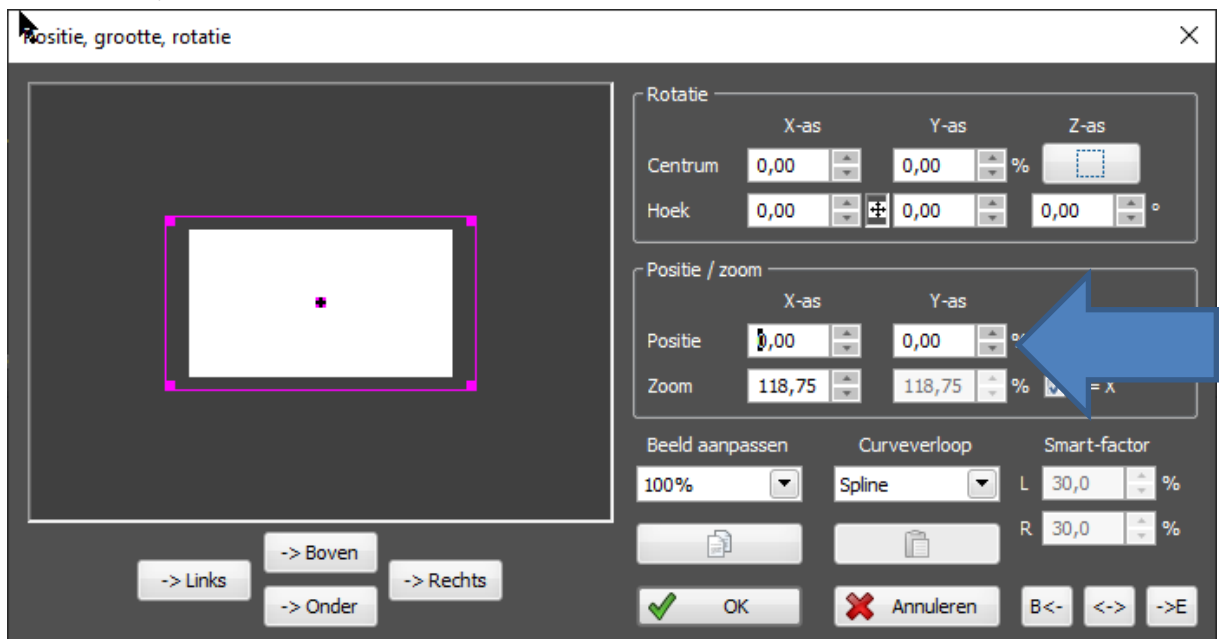 Positie, grootte, rotatie
Rotatie
X-as Y-as Z-as
Centrum 0,00 0,00 %
Hoek 0,00 0,00 0,00 °
Positie / zoom
X-as Y-as
Positie 0,00 0,00 %
Zoom 118,75 118,75 % = X
Beeld aanpassen Curveverloop Smart-factor
100% Spline L 30,0 %
R 30,0 %
-> Boven
-> Links -> Rechts
-> Onder
OK Annuleren B<- <-> ->E